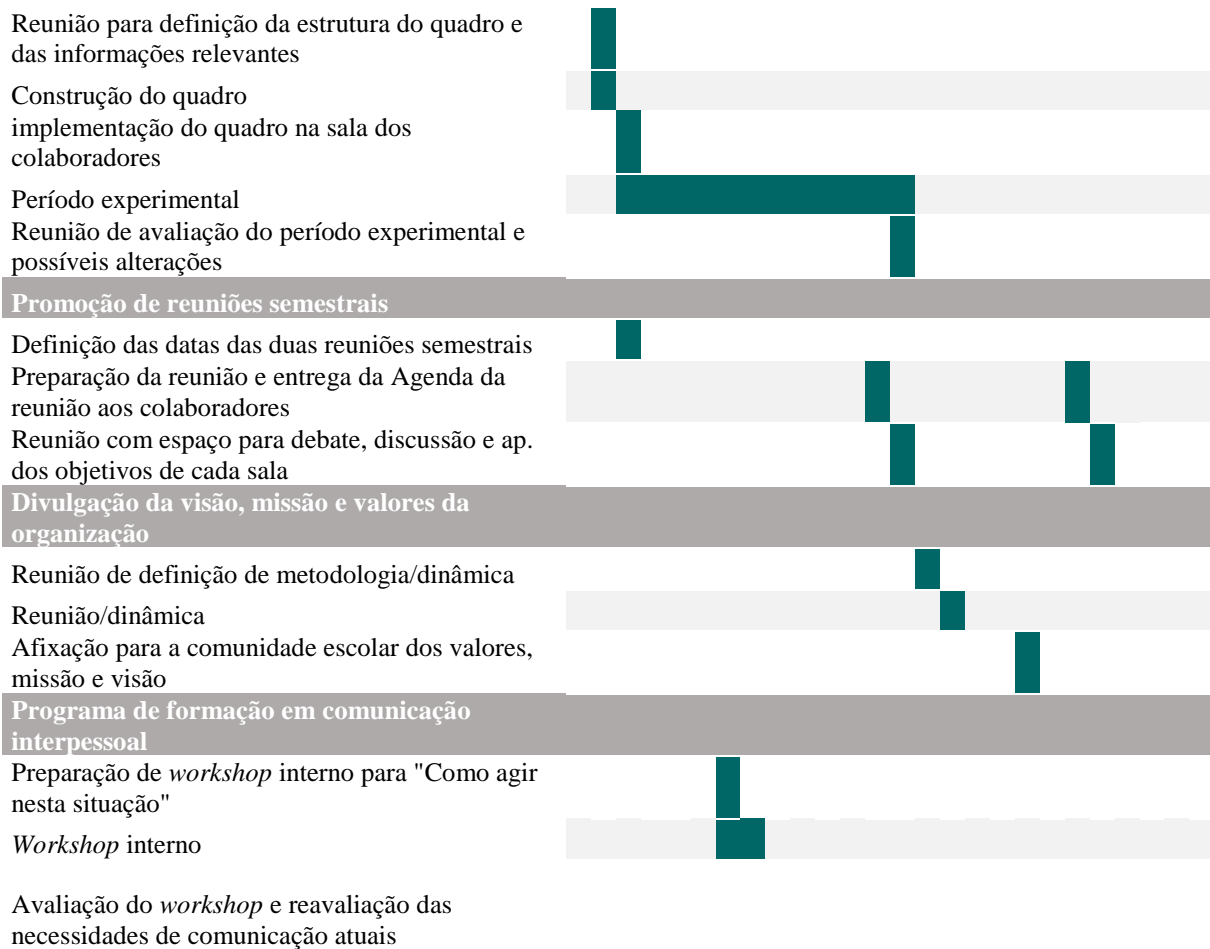 Reunião para definição da estrutura do quadro e
das informações relevantes
Construção do quadro
implementação do quadro na sala dos
colaboradores
Período experimental
Reunião de avaliação do período experimental e
possíveis alterações
Promoção de reuniões semestrais
Definição das datas das duas reuniões semestrais
Preparação da reunião e entrega da Agenda da
reunião aos colaboradores
Reunião com espaço para debate, discussão e ap.
dos objetivos de cada sala
Divulgação da visão, missão e valores da
organização
Reunião de definição de metodologia/dinâmica
Reunião/dinâmica
Afixação para a comunidade escolar dos valores,
missão e visão
Programa de formação em comunicação
interpessoal
Preparação de workshop interno para "Como agir
nesta situação"
Workshop interno
Avaliação do workshop e reavaliação das
necessidades de comunicação atuais